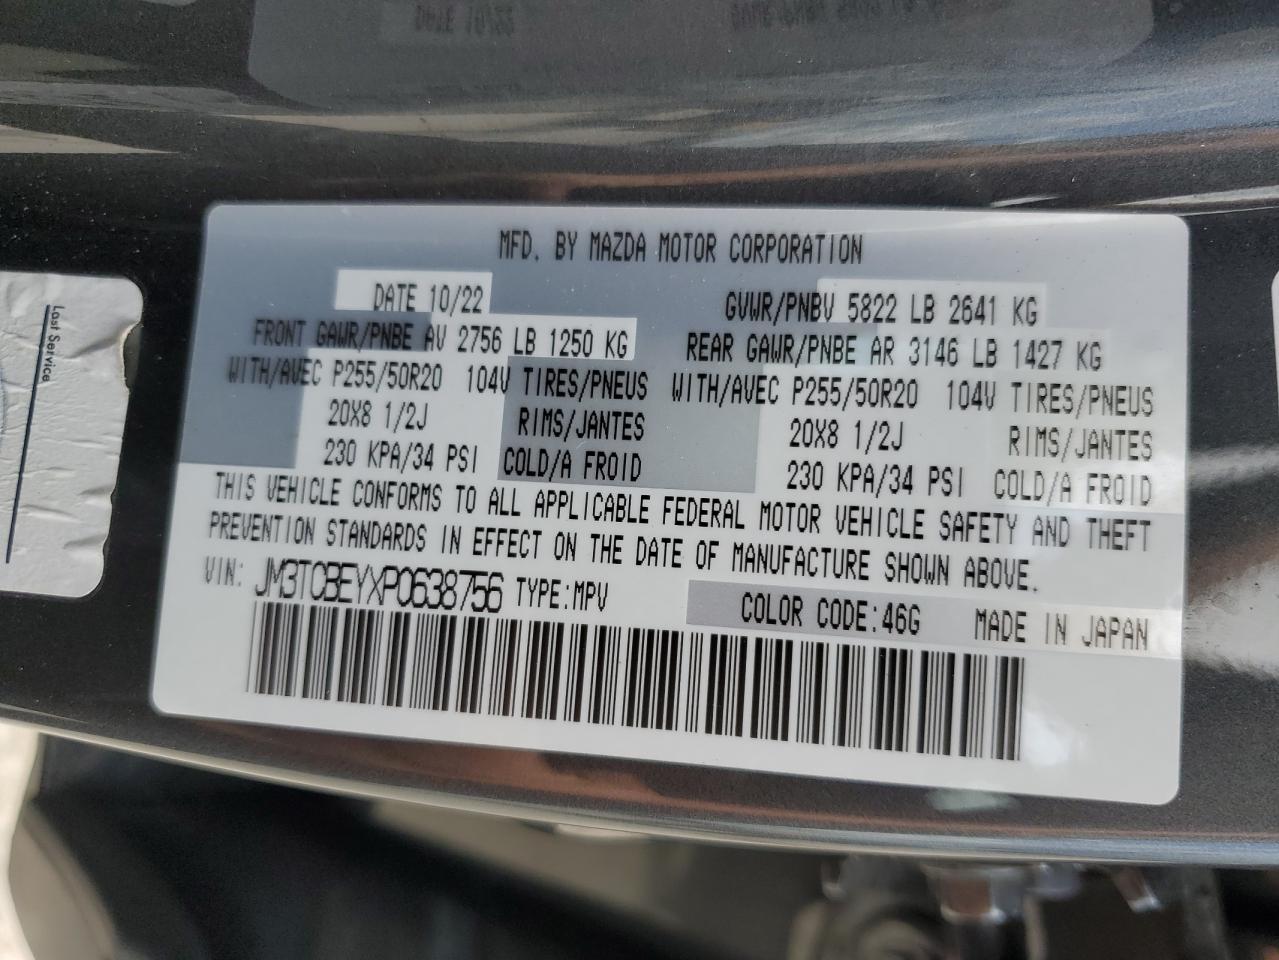 MFD. BY MAZDA MOTOR CORPORATION
DATE 10/22 GVWR/PNBV 5822 LB 2641 KG
FRONT GAWR/PNBE AV 2756 LB 1250 KG REAR GAWR/PNBE AR 3146 LB 1427 KG
WITH/AVEC P255/50R20 104V TIRES/PNEUS WITH/AVEC P255/50R20 104V TIRES/PNEUS
20X8 1/2J RIMS/JANTES 20X8 1/2J RIMS/JANTES
230 KPA/34 PSI COLD/A FROID 230 KPA/34 PSI COLD/A FROID
THIS VEHICLE CONFORMS TO ALL APPLICABLE FEDERAL MOTOR VEHICLE SAFETY AND THEFT
PREVENTION STANDARDS IN EFFECT ON THE DATE OF MANUFACTURE SHOWN ABOVE.
VIN: JM3TCBEYXP0638756 TYPE:MPV COLOR CODE:46G MADE IN JAPAN
Last Service